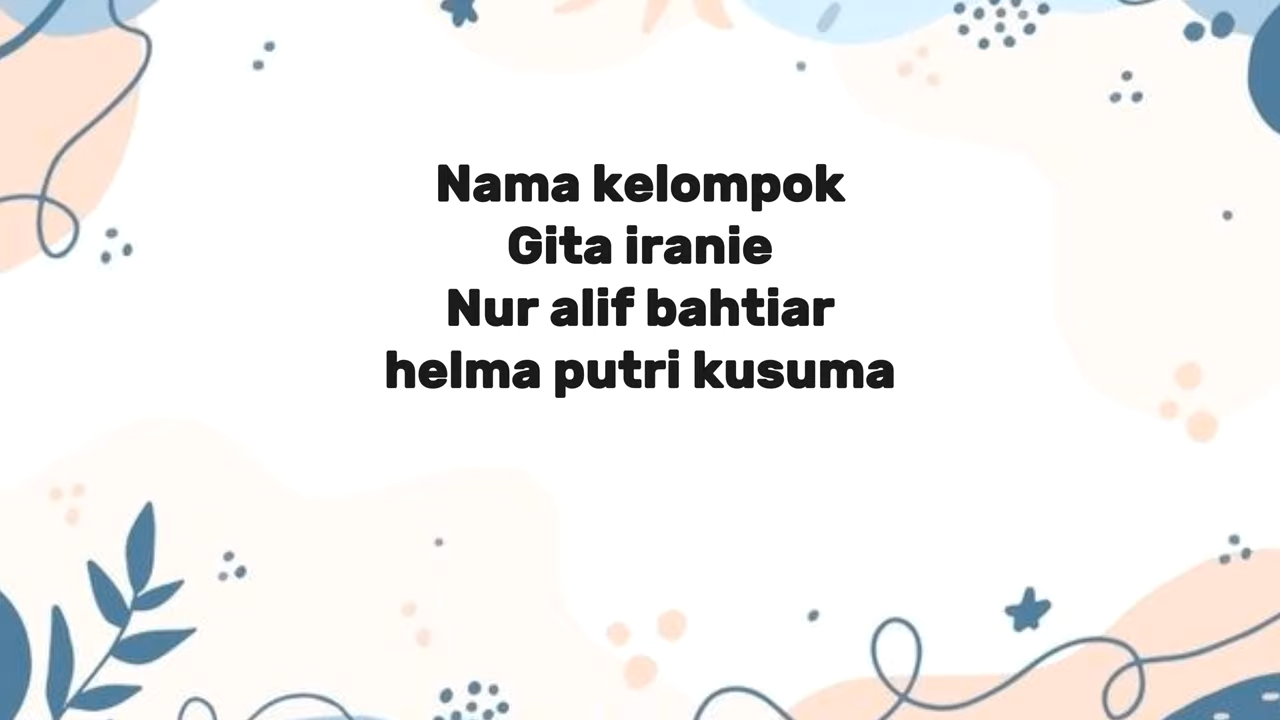 Nama kelompok
Gita iranie
Nur alif bahtiar
helma putri kusuma